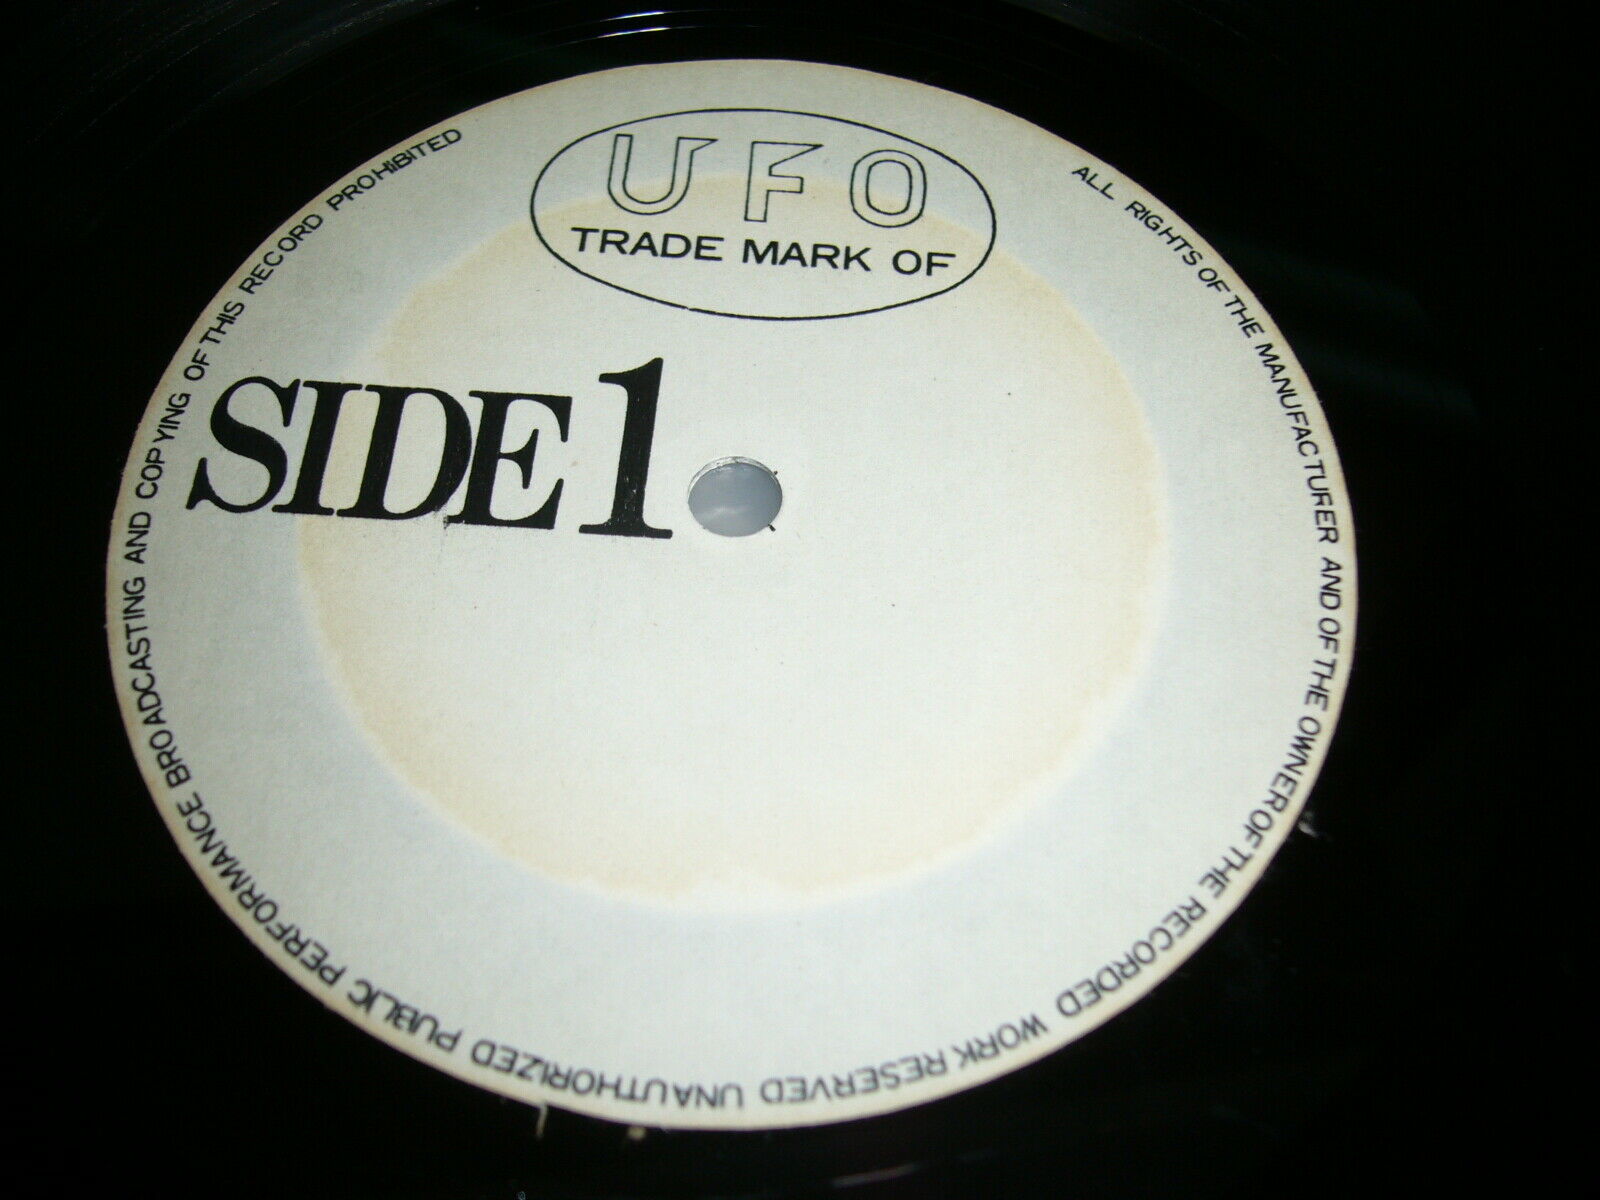 UFO
TRADE MARK OF
SIDE 1
ALL RIGHTS OF THE MANUFACTURER AND OF THE OWNER OF THE RECORDED WORK RESERVED UNAUTHORIZED PUBLIC PERFORMANCE BROADCASTING AND COPYING OF THIS RECORD PROHIBITED